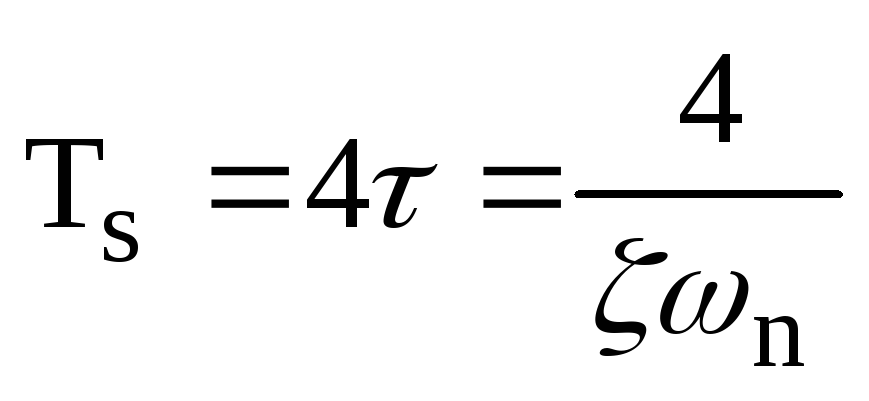 Tₛ = 4τ = 4/ζωₙ